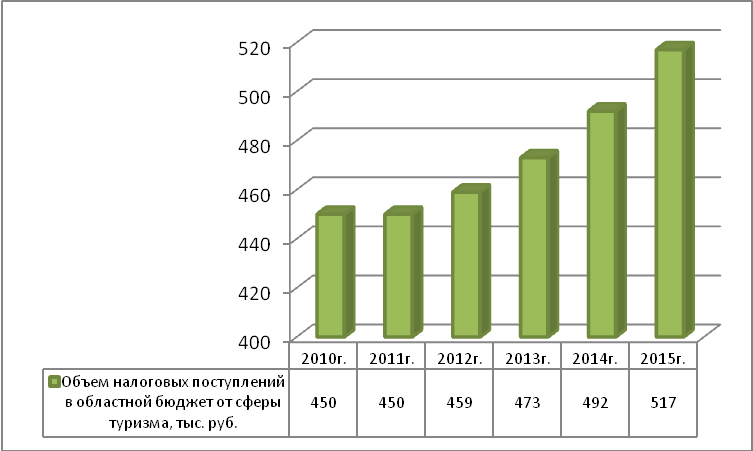 520
500
480
460
440
420
400
2010г. 2011г. 2012г. 2013г. 2014г. 2015г.
Объем налоговых поступлений
в областной бюджет от сферы
туризма, тыс. руб.
450 450 459 473 492 517